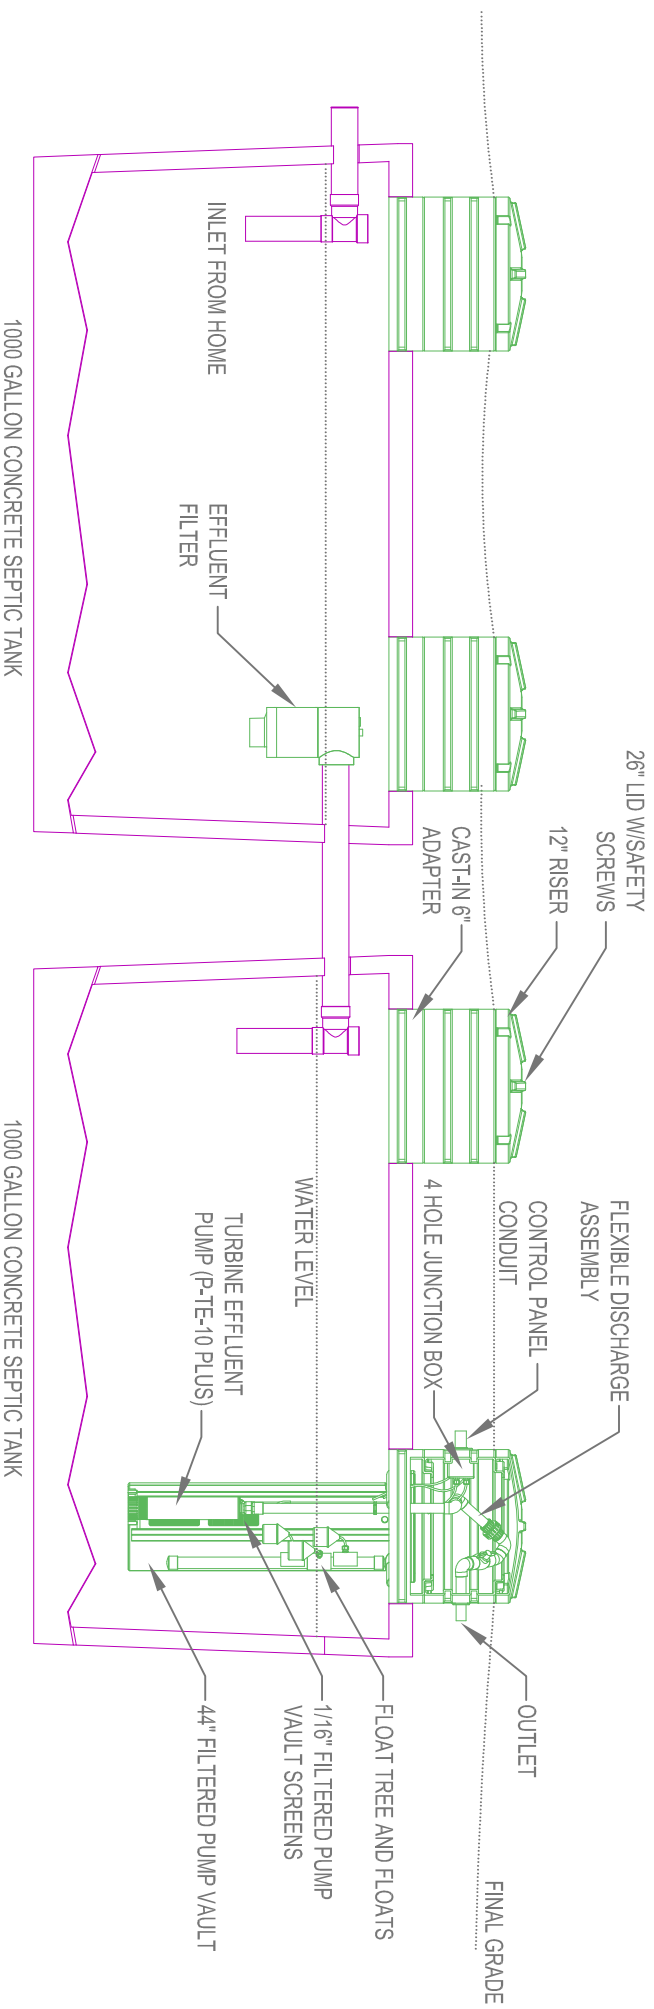 26" LID W/SAFETY
SCREWS
12" RISER
CAST-IN 6"
ADAPTER
FLEXIBLE DISCHARGE
ASSEMBLY
CONTROL PANEL
CONDUIT
4 HOLE JUNCTION BOX
OUTLET
FINAL GRADE
INLET FROM HOME
EFFLUENT
FILTER
WATER LEVEL
TURBINE EFFLUENT
PUMP (P-TE-10 PLUS)
FLOAT TREE AND FLOATS
1/16" FILTERED PUMP
VAULT SCREENS
44" FILTERED PUMP VAULT
1000 GALLON CONCRETE SEPTIC TANK
1000 GALLON CONCRETE SEPTIC TANK